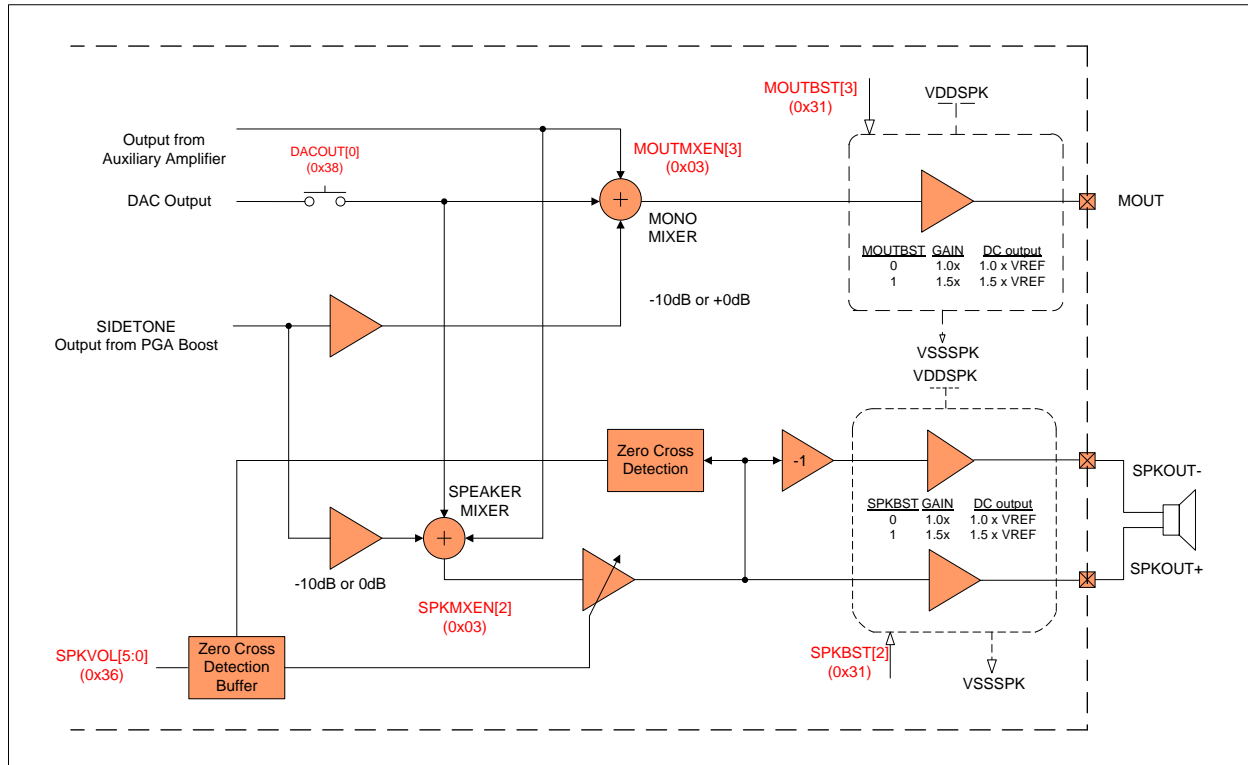 MOUTBST[3]
(0x31)
VDDSPK
Output from
Auxiliary Amplifier
DACOUT[0]
(0x38)
MOUTMXEN[3]
(0x03)
DAC Output
+
MONO
MIXER
MOUT
MOUTBST GAIN DC output
0 1.0x 1.0 x VREF
1 1.5x 1.5 x VREF
-10dB or +0dB
SIDETONE
Output from PGA Boost
VSSSPK
VDDSPK
Zero Cross
Detection
-1
SPKOUT-
SPEAKER
MIXER
+
SPKBST GAIN DC output
0 1.0x 1.0 x VREF
1 1.5x 1.5 x VREF
-10dB or 0dB
SPKOUT+
SPKMXEN[2]
(0x03)
SPKVOL[5:0]
(0x36)
Zero Cross
Detection
Buffer
SPKBST[2]
(0x31)
VSSSPK